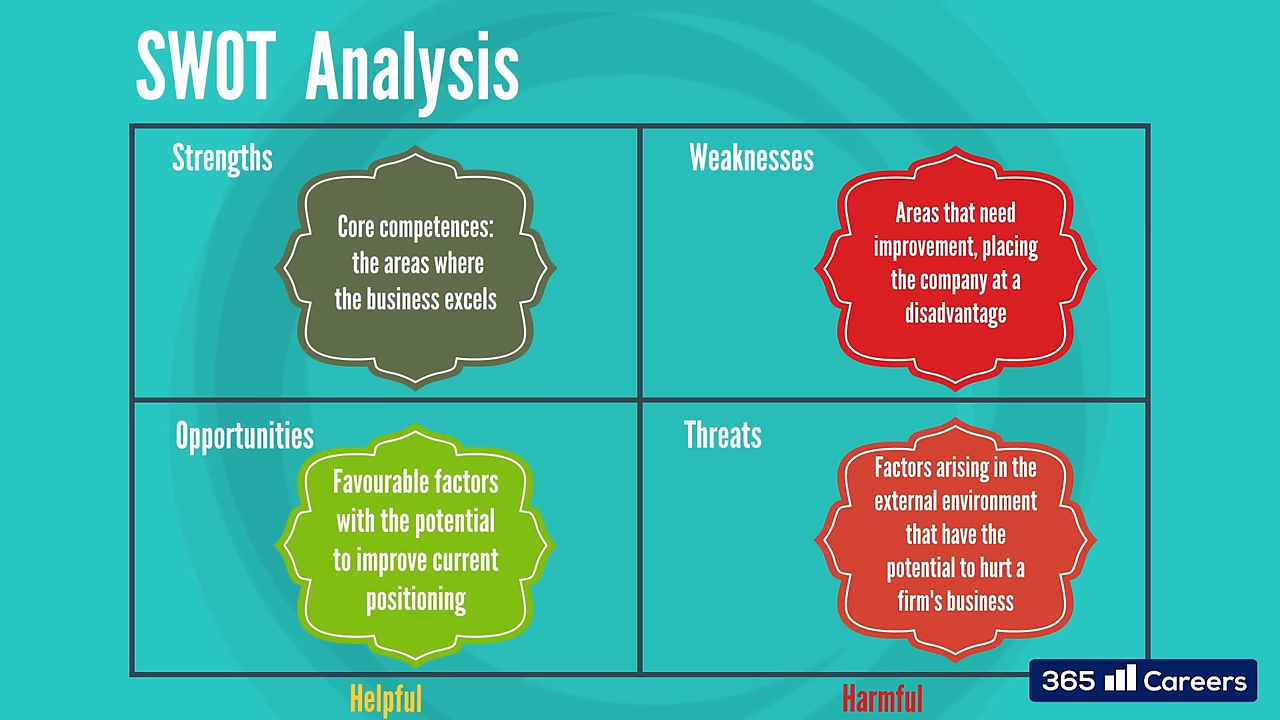 SWOT Analysis
Strengths
Core competences:
the areas where
the business excels
Weaknesses
Areas that need
improvement, placing
the company at a
disadvantage
Opportunities
Favourable factors
with the potential
to improve current
positioning
Threats
Factors arising in the
external environment
that have the
potential to hurt a
firm's business
Helpful
Harmful
365 Careers